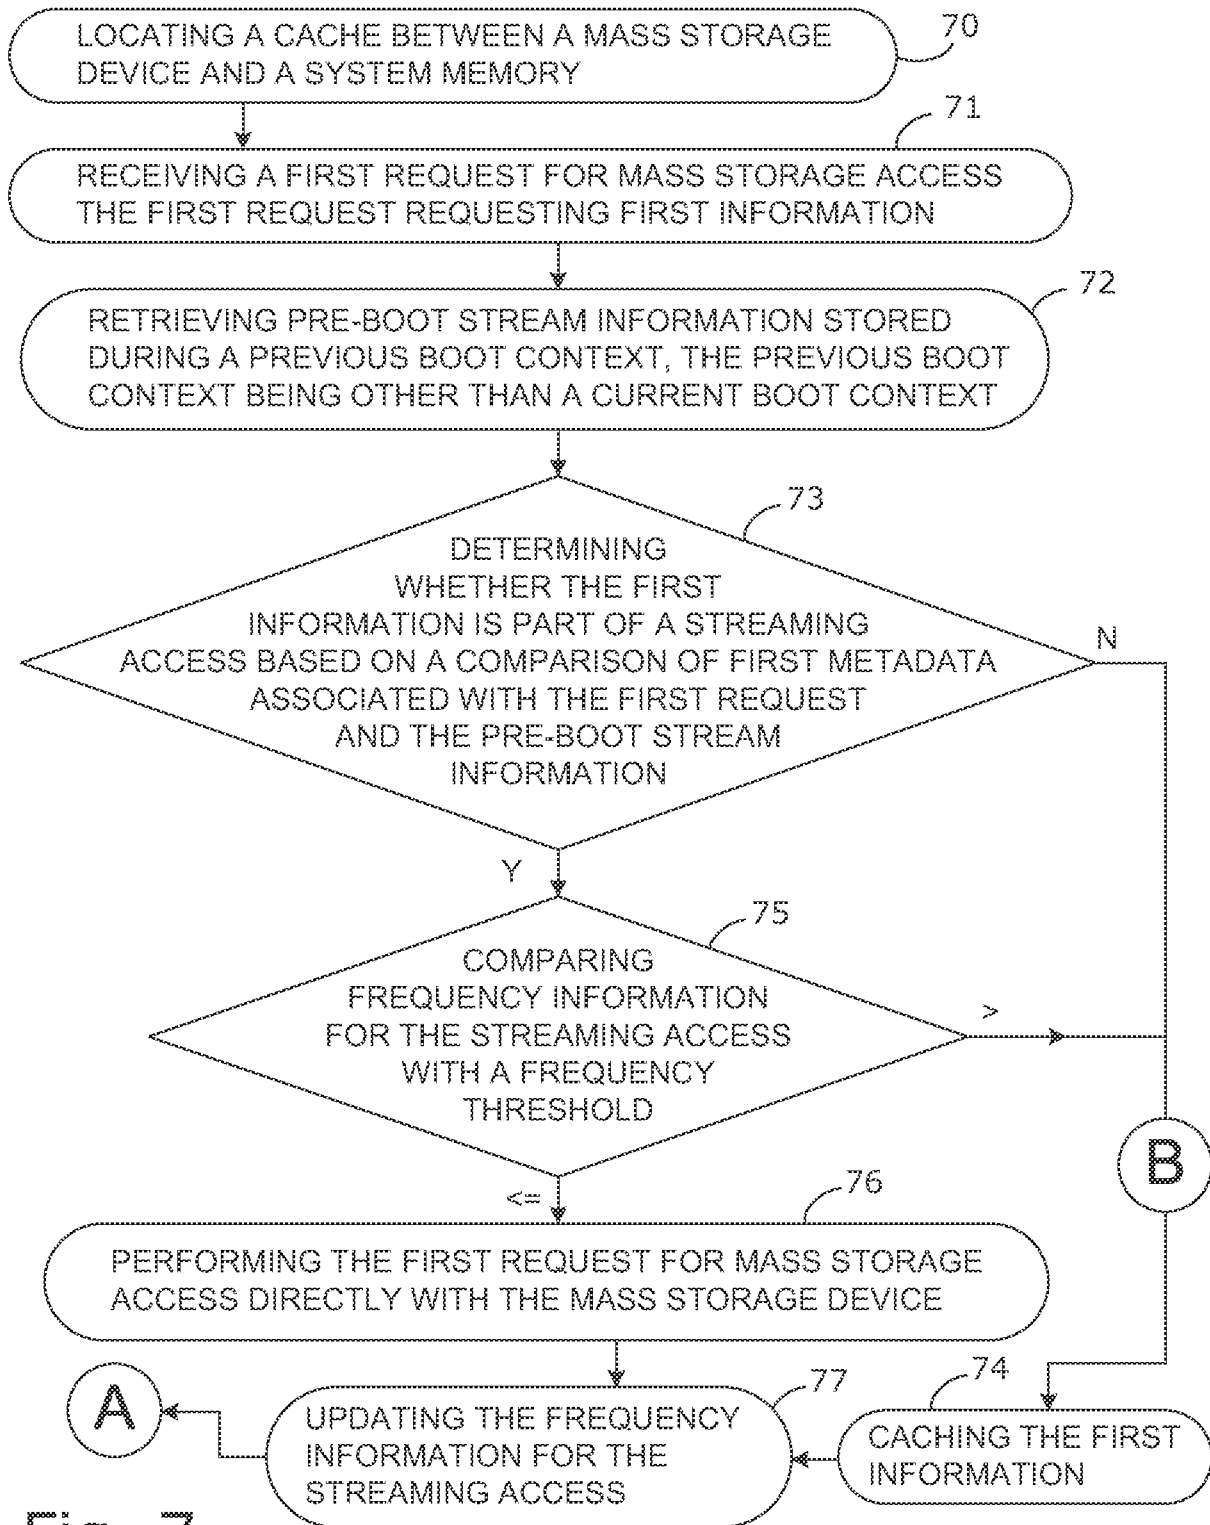 LOCATING A CACHE BETWEEN A MASS STORAGE
DEVICE AND A SYSTEM MEMORY
70
71
RECEIVING A FIRST REQUEST FOR MASS STORAGE ACCESS
THE FIRST REQUEST REQUESTING FIRST INFORMATION
72
RETRIEVING PRE-BOOT STREAM INFORMATION STORED
DURING A PREVIOUS BOOT CONTEXT, THE PREVIOUS BOOT
CONTEXT BEING OTHER THAN A CURRENT BOOT CONTEXT
73
DETERMINING
WHETHER THE FIRST
INFORMATION IS PART OF A STREAMING
ACCESS BASED ON A COMPARISON OF FIRST METADATA
ASSOCIATED WITH THE FIRST REQUEST
AND THE PRE-BOOT STREAM
INFORMATION
N
Y
75
COMPARING
FREQUENCY INFORMATION
FOR THE STREAMING ACCESS
WITH A FREQUENCY
THRESHOLD
>
B
<=
76
PERFORMING THE FIRST REQUEST FOR MASS STORAGE
ACCESS DIRECTLY WITH THE MASS STORAGE DEVICE
A
77
UPDATING THE FREQUENCY
INFORMATION FOR THE
STREAMING ACCESS
74
CACHING THE FIRST
INFORMATION